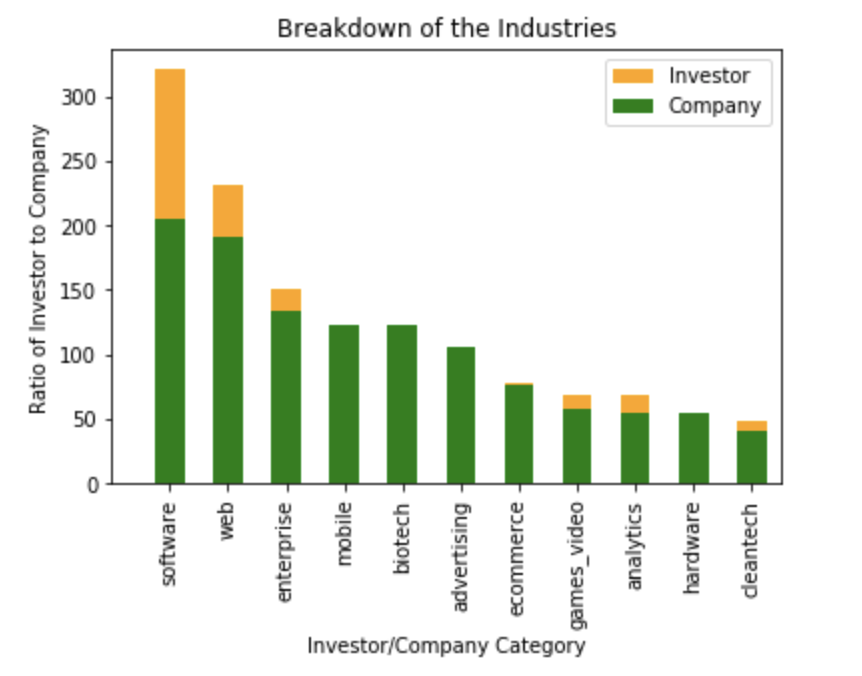 Breakdown of the Industries
Investor
Company
Ratio of Investor to Company
300
250
200
150
100
50
0
software
web
enterprise
mobile
biotech
advertising
ecommerce
games_video
analytics
hardware
cleantech
Investor/Company Category